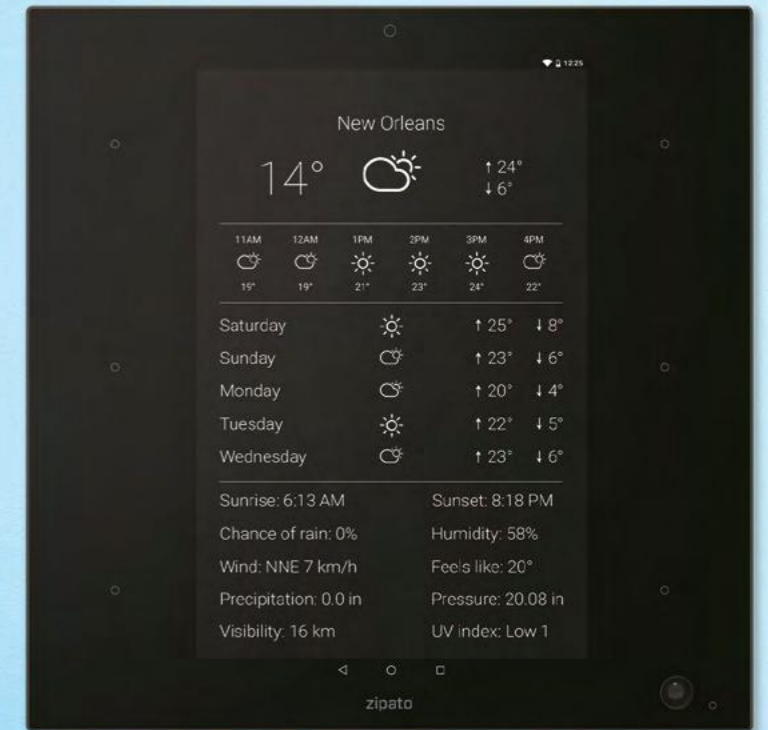 12:25
New Orleans
14° ↑ 24°
↓ 6°
11AM 12AM 1PM 2PM 3PM 4PM
19° 19° 21° 23° 24° 22°
Saturday ↑ 25° ↓ 8°
Sunday ↑ 23° ↓ 6°
Monday ↑ 20° ↓ 4°
Tuesday ↑ 22° ↓ 5°
Wednesday ↑ 23° ↓ 6°
Sunrise: 6:13 AM Sunset: 8:18 PM
Chance of rain: 0% Humidity: 58%
Wind: NNE 7 km/h Feels like: 20°
Precipitation: 0.0 in Pressure: 20.08 in
Visibility: 16 km UV index: Low 1
zipato